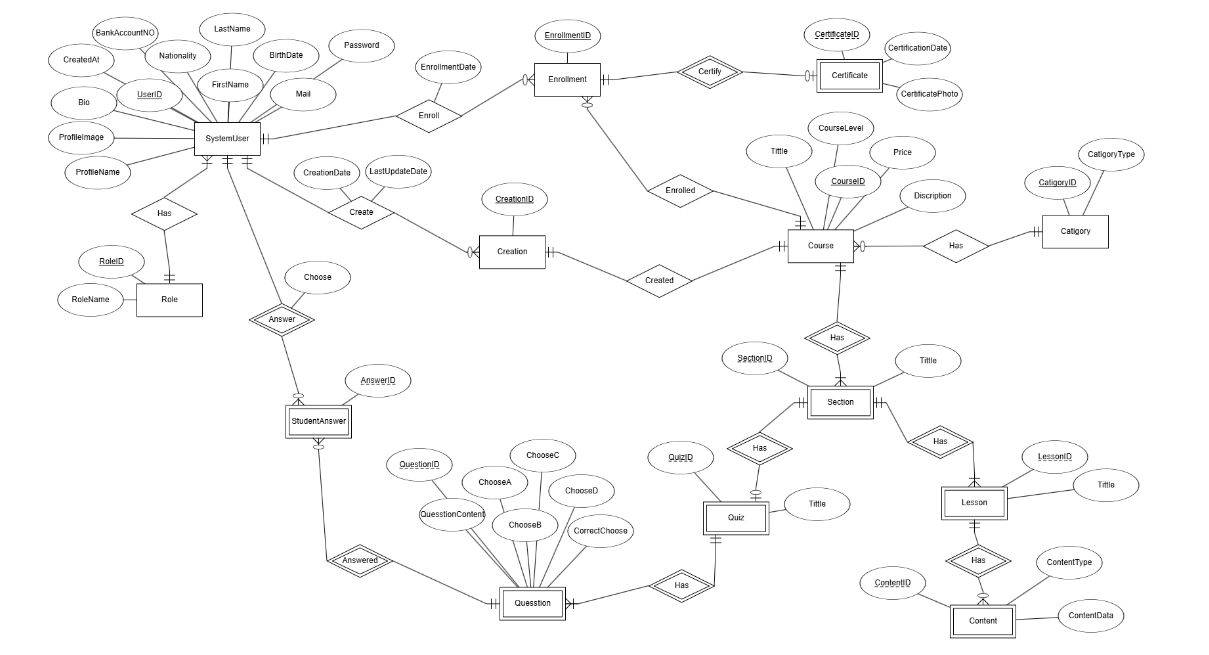 BankAccountNO
LastName
CreatedAt
Nationality
BirthDate
Password
FirstName
UserID
Mail
Bio
ProfileImage
ProfileName
SystemUser
EnrollmentDate
Enroll
EnrollmentID
Enrollment
Certify
CertificateID
CertificationDate
Certificate
CertificatePhoto
CreationDate
LastUpdateDate
Create
CreationID
Creation
Created
Enrolled
CourseLevel
Tittle
Price
CourseID
Discription
Course
Has
CatigoryType
CatigoryID
Catigory
Has
RoleID
RoleName
Role
Choose
Answer
AnswerID
StudentAnswer
Has
SectionID
Tittle
Section
Has
Has
QuizID
Tittle
Quiz
LessonID
Tittle
Lesson
QuestionID
ChooseC
ChooseA
ChooseD
QuesstionContent
ChooseB
CorrectChoose
Answered
Quesstion
Has
Has
ContentType
ContentID
ContentData
Content